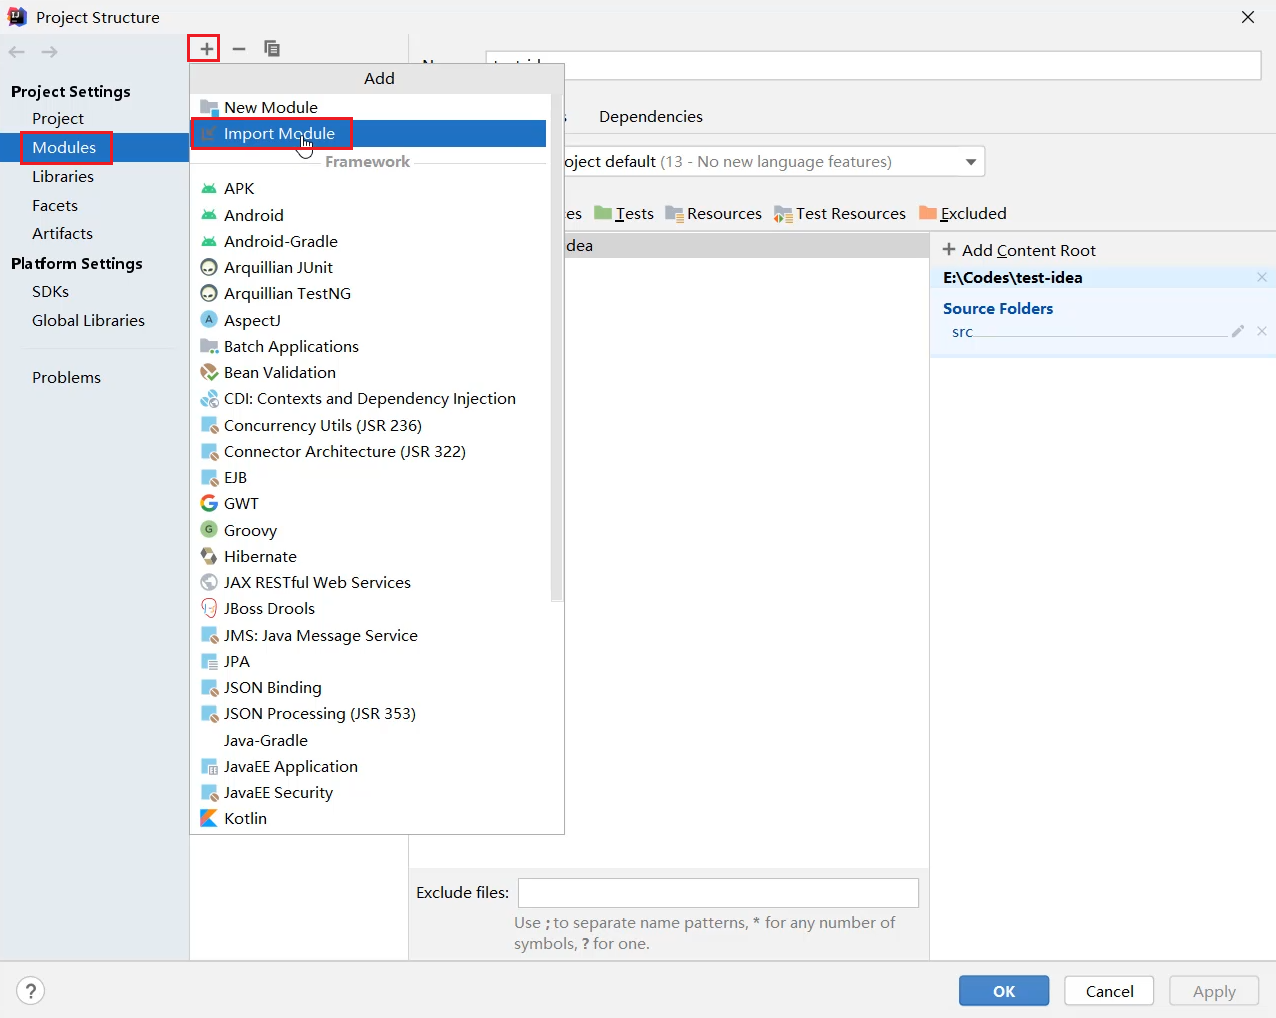 Project Structure
Project Settings
Project
Modules
Libraries
Facets
Artifacts
Platform Settings
SDKs
Global Libraries
Problems
Add
New Module
Import Module
Framework
APK
Android
Android-Gradle
Arquillian JUnit
Arquillian TestNG
AspectJ
Batch Applications
Bean Validation
CDI: Contexts and Dependency Injection
Concurrency Utils (JSR 236)
Connector Architecture (JSR 322)
EJB
GWT
Groovy
Hibernate
JAX RESTful Web Services
JBoss Drools
JMS: Java Message Service
JPA
JSON Binding
JSON Processing (JSR 353)
Java-Gradle
JavaEE Application
JavaEE Security
Kotlin
Dependencies
oject default (13 - No new language features)
es Tests Resources Test Resources Excluded
dea
Add Content Root
E:\Codes\test-idea
Source Folders
src
Exclude files:
Use ; to separate name patterns, * for any number of
symbols, ? for one.
OK Cancel Apply